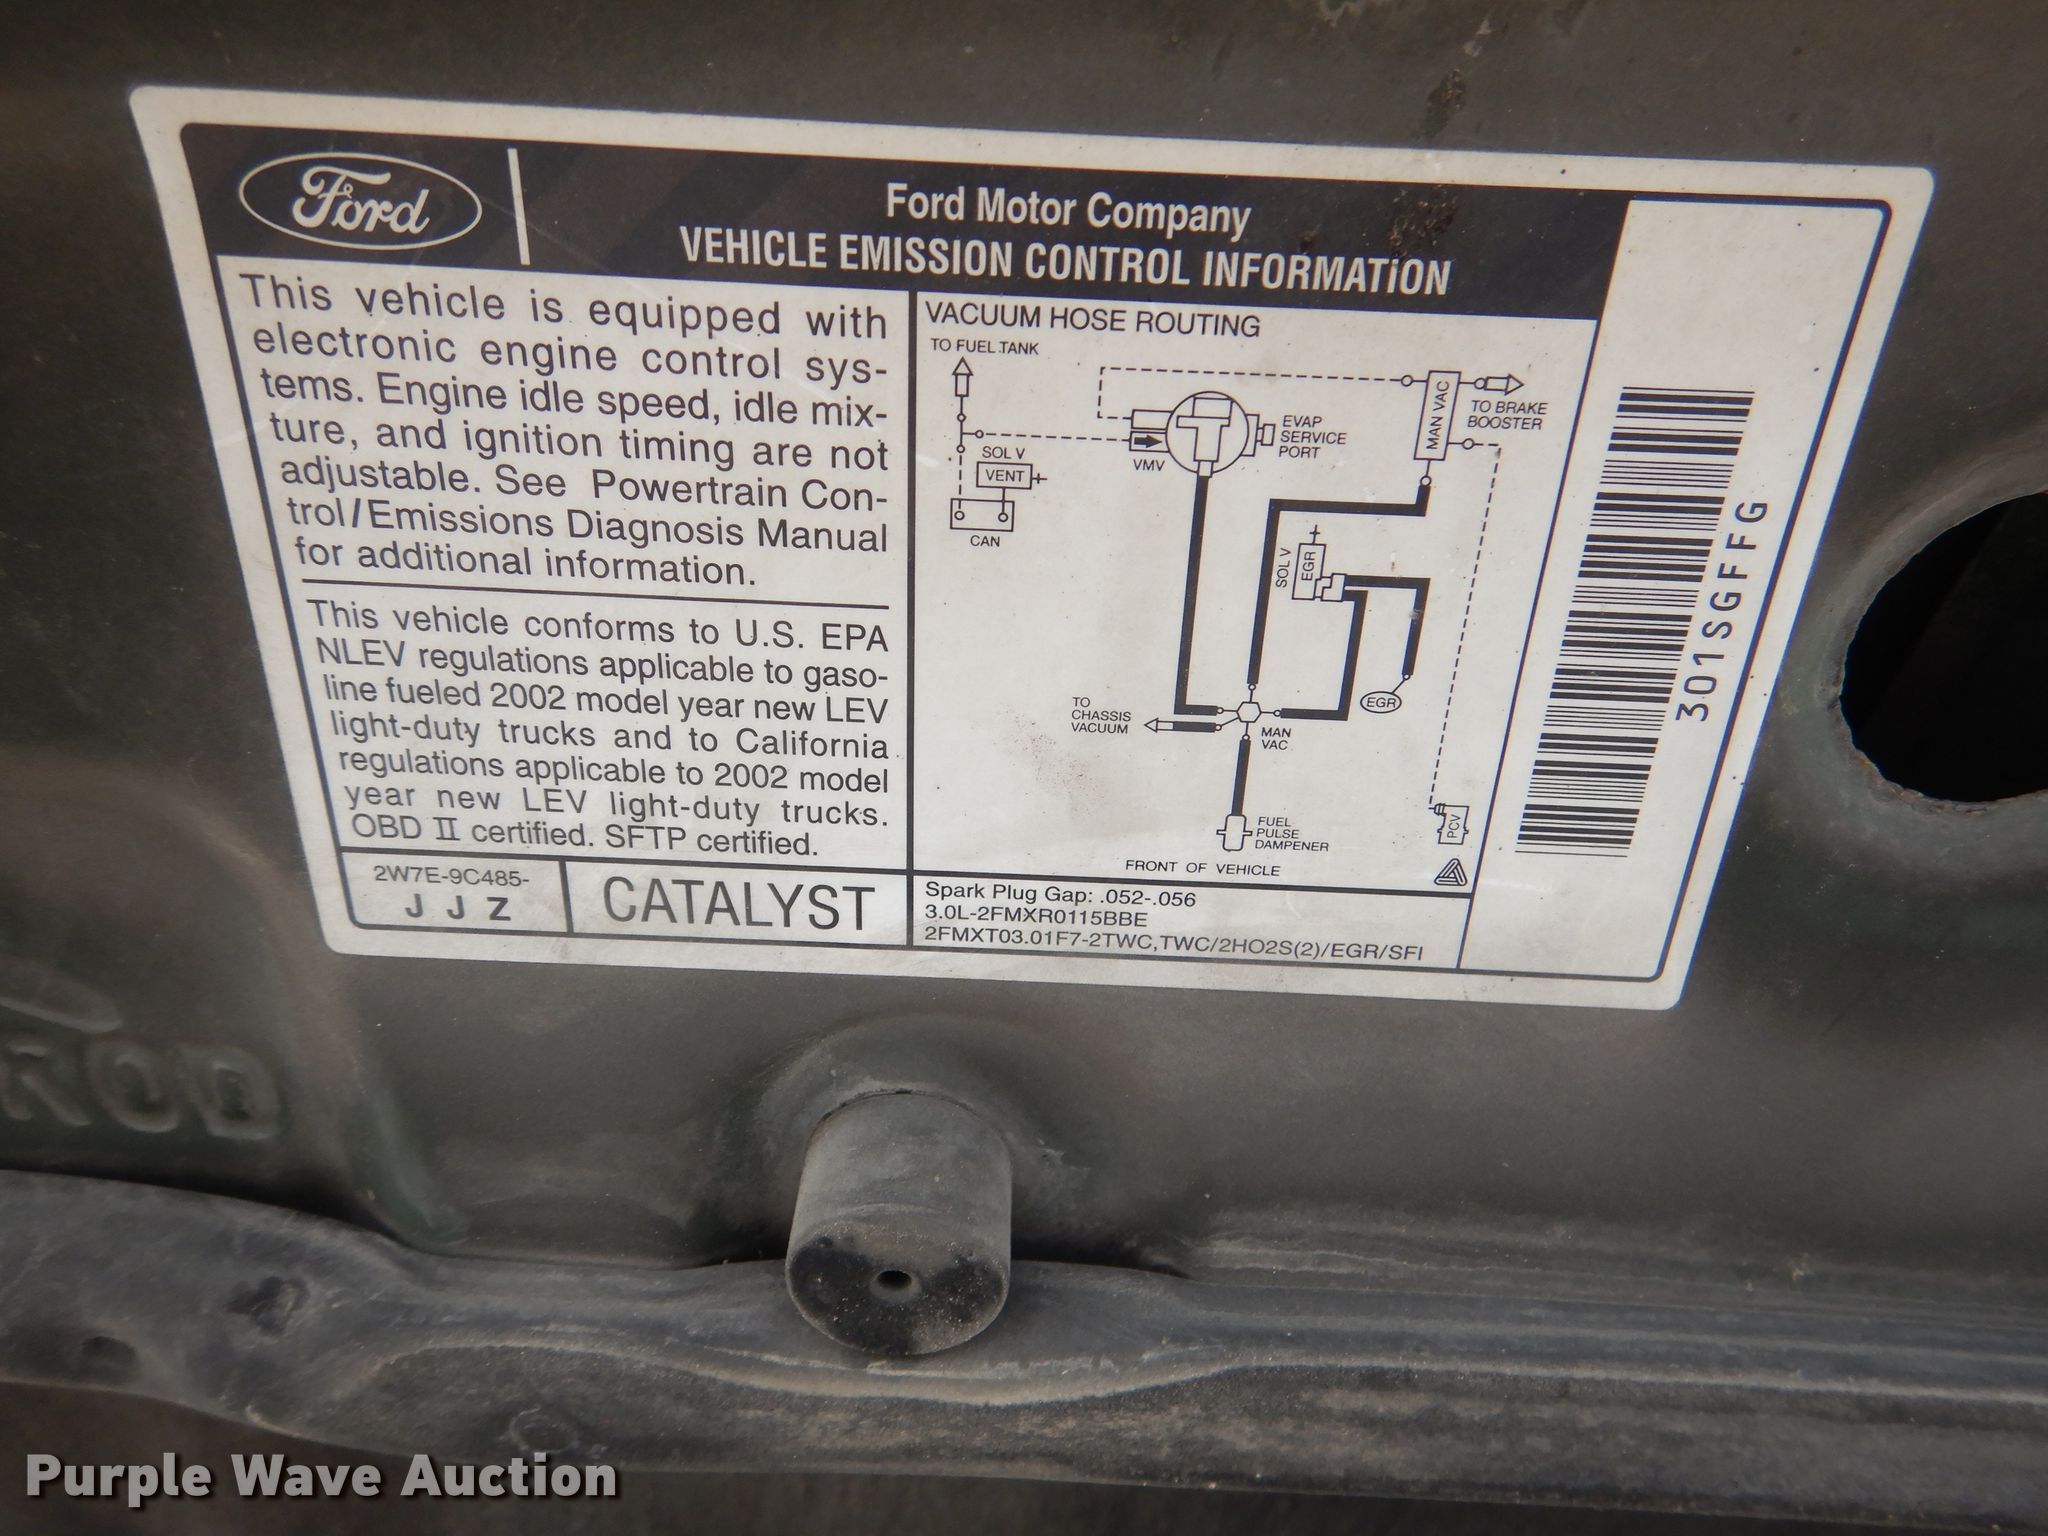 Ford
Ford Motor Company
VEHICLE EMISSION CONTROL INFORMATION
This vehicle is equipped with
electronic engine control sys-
tems. Engine idle speed, idle mix-
ture, and ignition timing are not
adjustable. See Powertrain Con-
trol/Emissions Diagnosis Manual
for additional information.
This vehicle conforms to U.S. EPA
NLEV regulations applicable to gaso-
line fueled 2002 model year new LEV
light-duty trucks and to California
regulations applicable to 2002 model
year new LEV light-duty trucks.
OBD II certified. SFTP certified.
2W7E-9C485-
J J Z
CATALYST
VACUUM HOSE ROUTING
TO FUEL TANK
SOL V
VENT
CAN
VMV
EVAP
SERVICE
PORT
MAN VAC
TO BRAKE
BOOSTER
SOL V
EGR
EGR
TO
CHASSIS
VACUUM
MAN
VAC
FUEL
PULSE
DAMPENER
PCV
FRONT OF VEHICLE
Spark Plug Gap: .052-.056
3.0L-2FMXR0115BBE
2FMXT03.01F7-2TWC,TWC/2HO2S(2)/EGR/SFI
301SGFFG
ROD
Purple Wave Auction